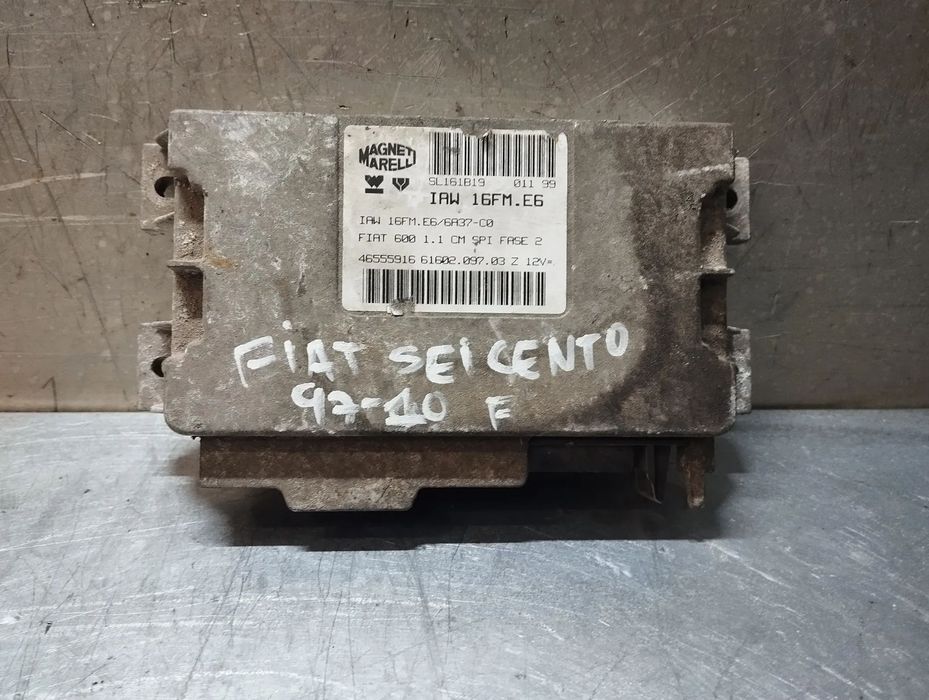 MAGNETI
MARELLI
SL161B19 011 99
IAW 16FM.E6
IAW 16FM.E6/6A37-C0
FIAT 600 1.1 CM SPI FASE 2
46555916 61602.097.03 Z 12V=
FIAT SEICENTO
97-10 F